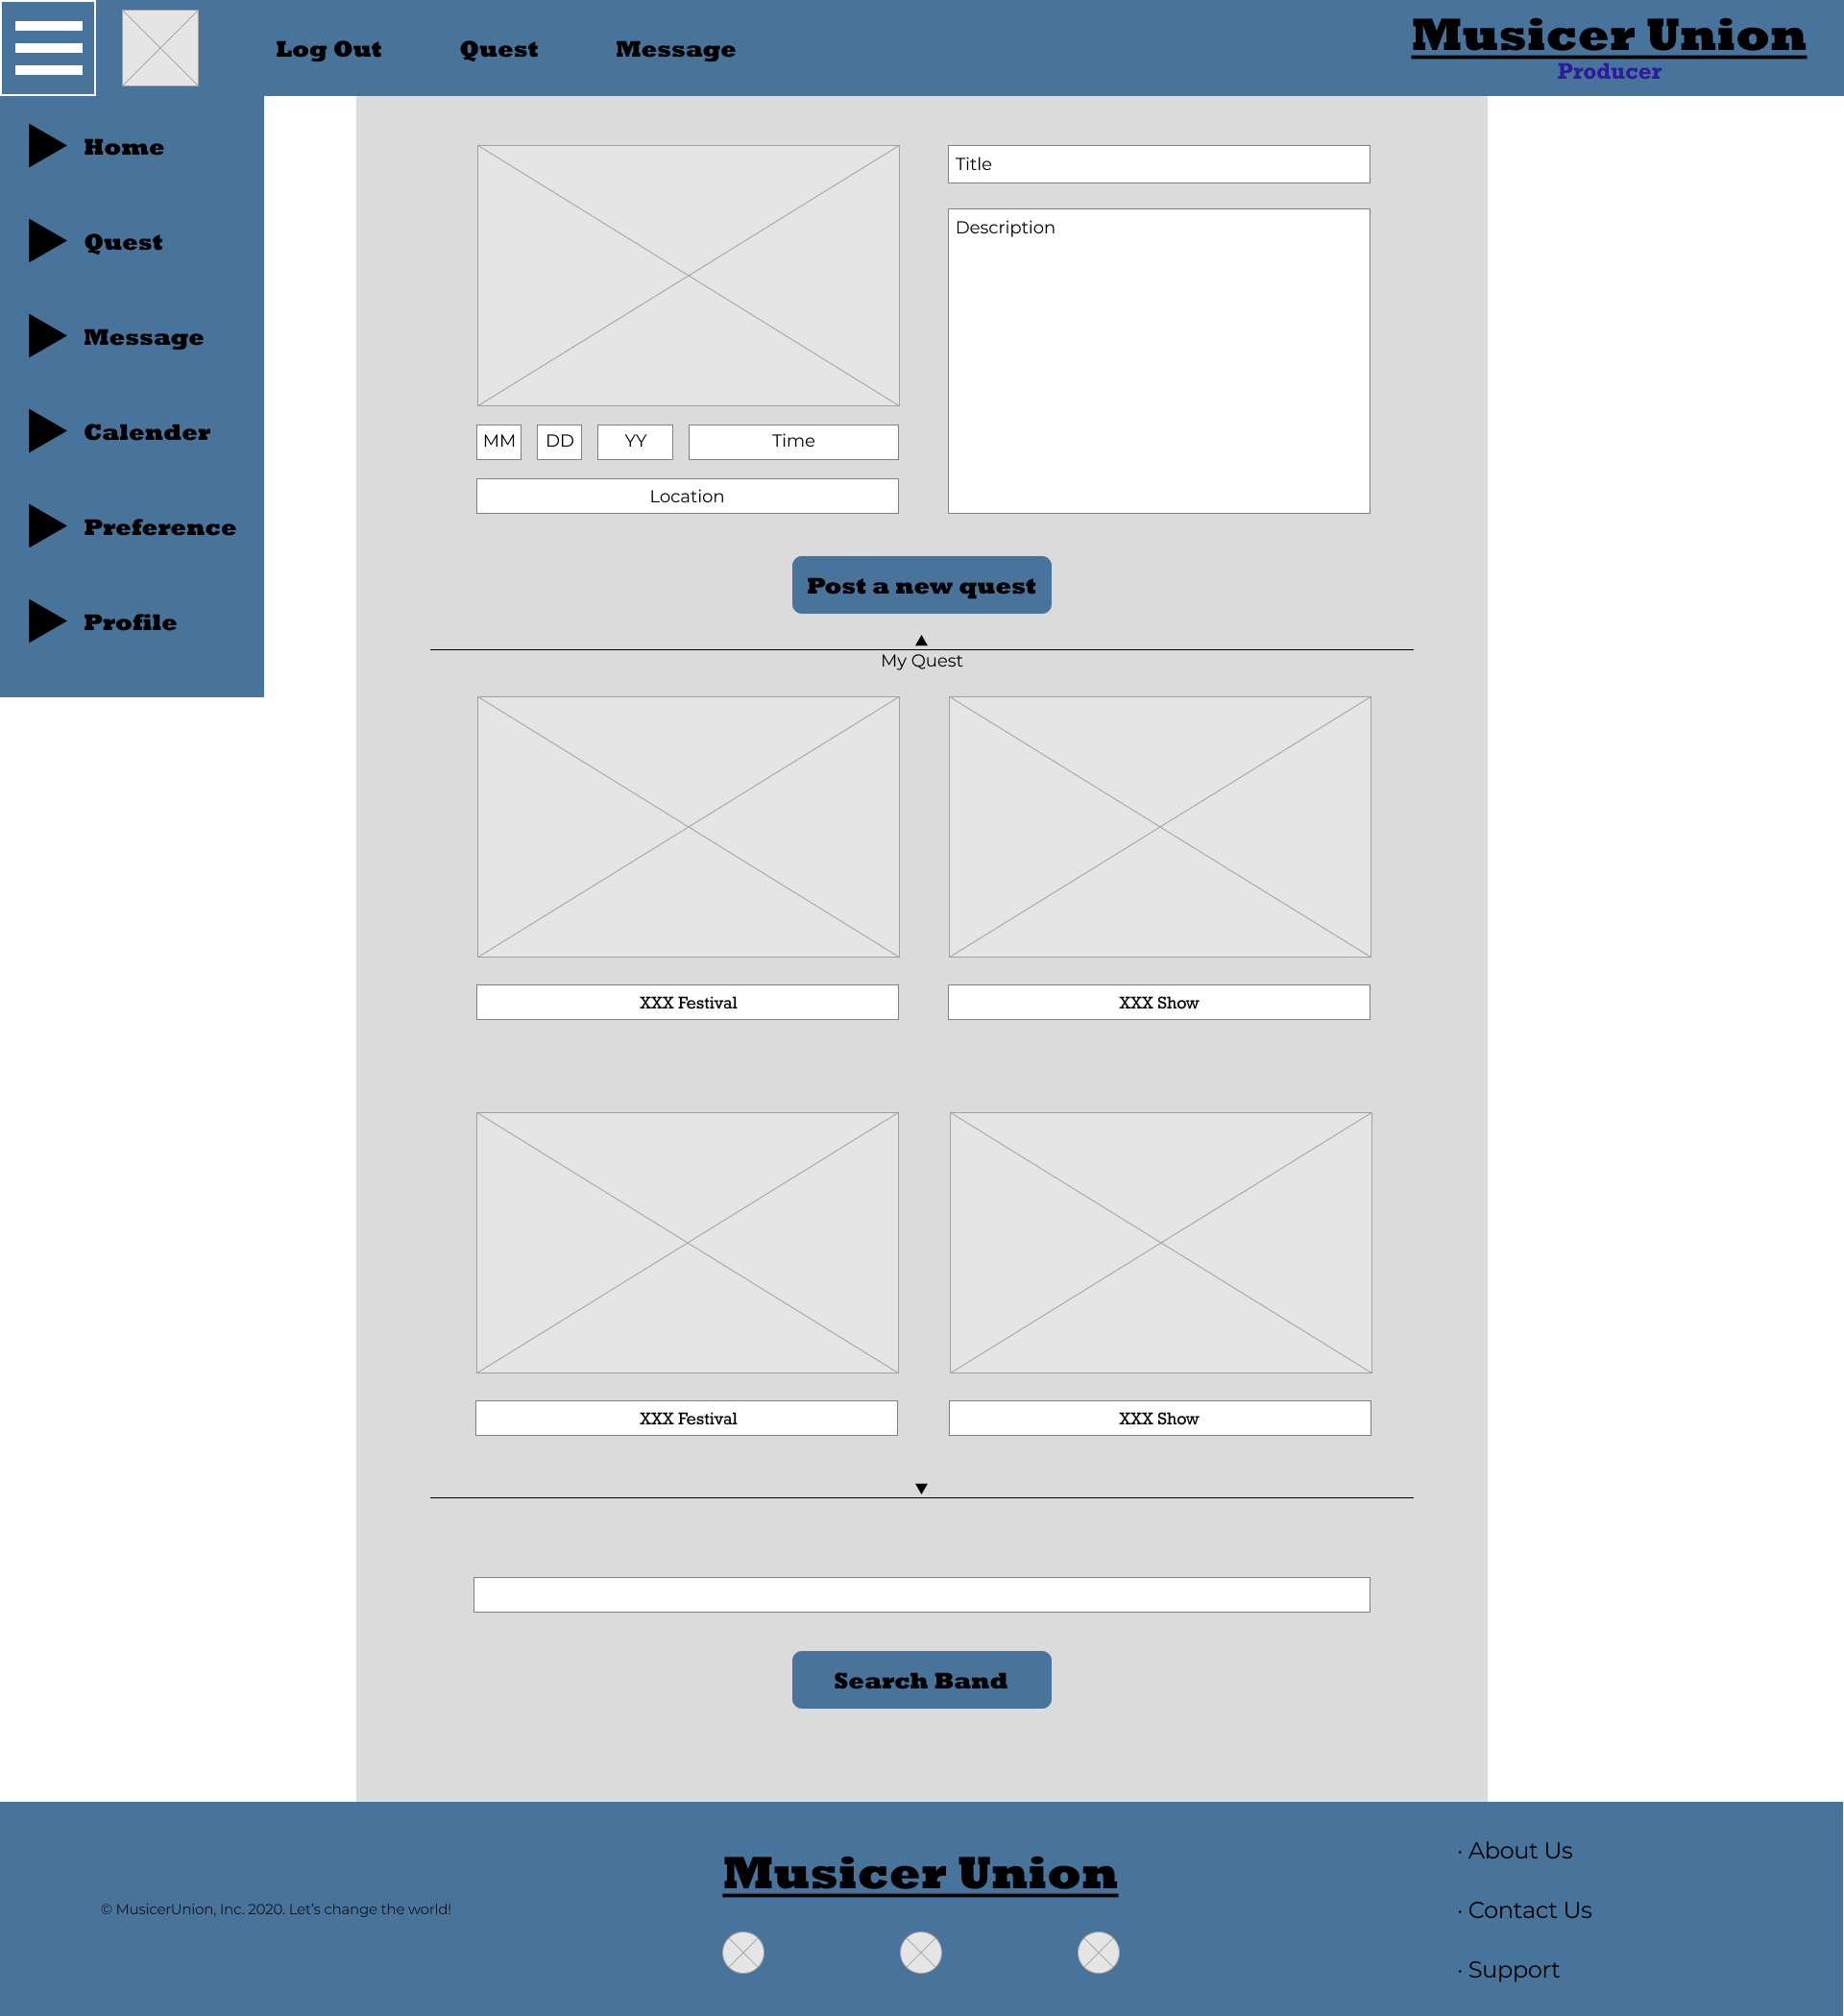 Log Out Quest Message
Musicer Union
Producer
Home
Quest
Message
Calender
Preference
Profile
Title
Description
MM DD YY Time
Location
Post a new quest
My Quest
XXX Festival XXX Show
XXX Festival XXX Show
Search Band
© MusicerUnion, Inc. 2020. Let's change the world!
Musicer Union
· About Us
· Contact Us
· Support